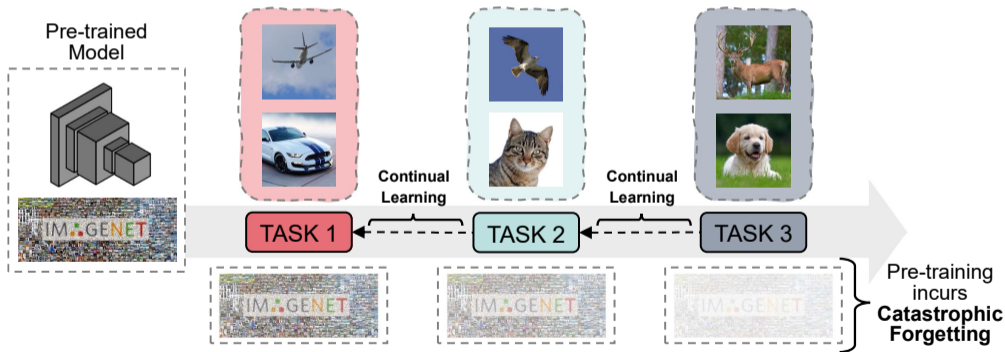 Pre-trained
Model
IMAGENET
Continual
Learning
Continual
Learning
TASK 1
TASK 2
TASK 3
IMAGENET
IMAGENET
IMAGENET
Pre-training
incurs
Catastrophic
Forgetting